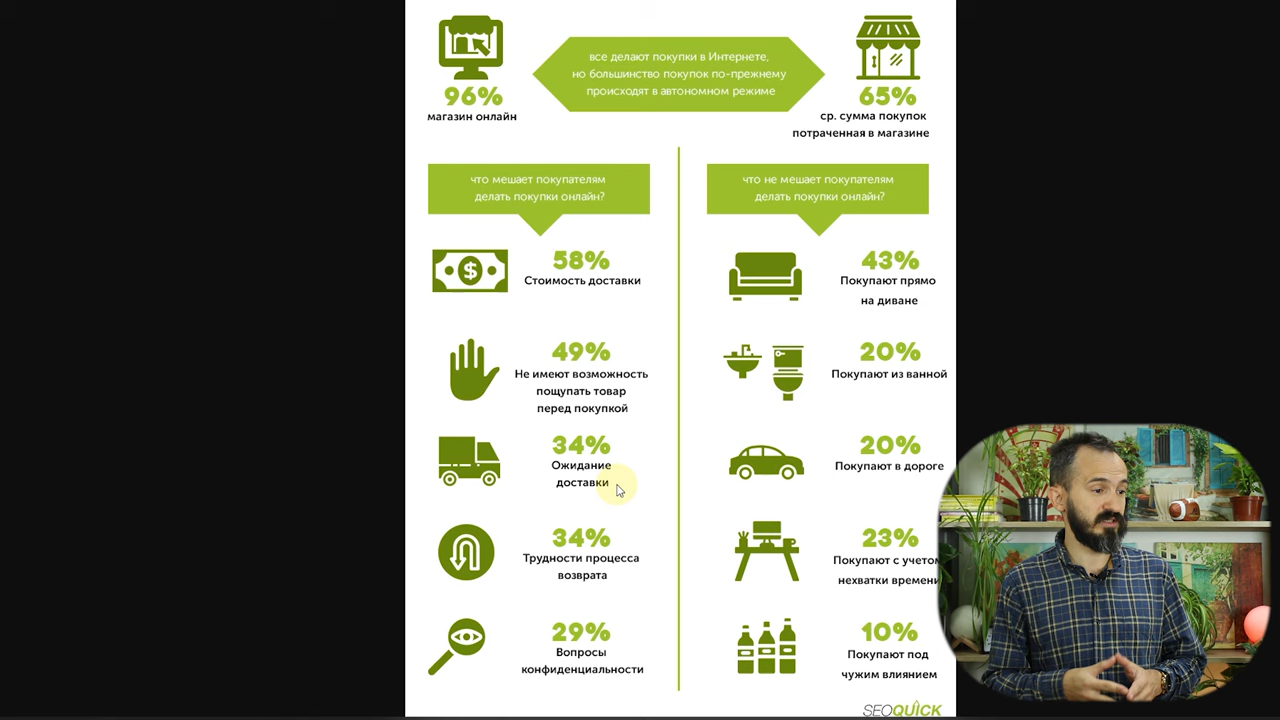 все делают покупки в Интернете,
но большинство покупок по-прежнему
происходят в автономном режиме
96%
магазин онлайн
65%
ср. сумма покупок
потраченная в магазине
что мешает покупателям
делать покупки онлайн?
58%
Стоимость доставки
49%
Не имеют возможность
пощупать товар
перед покупкой
34%
Ожидание
доставки
34%
Трудности процесса
возврата
29%
Вопросы
конфиденциальности
что не мешает покупателям
делать покупки онлайн?
43%
Покупают прямо
на диване
20%
Покупают из ванной
20%
Покупают в дороге
23%
Покупают с учетом
нехватки времени
10%
Покупают под
чужим влиянием
SEOQUICK